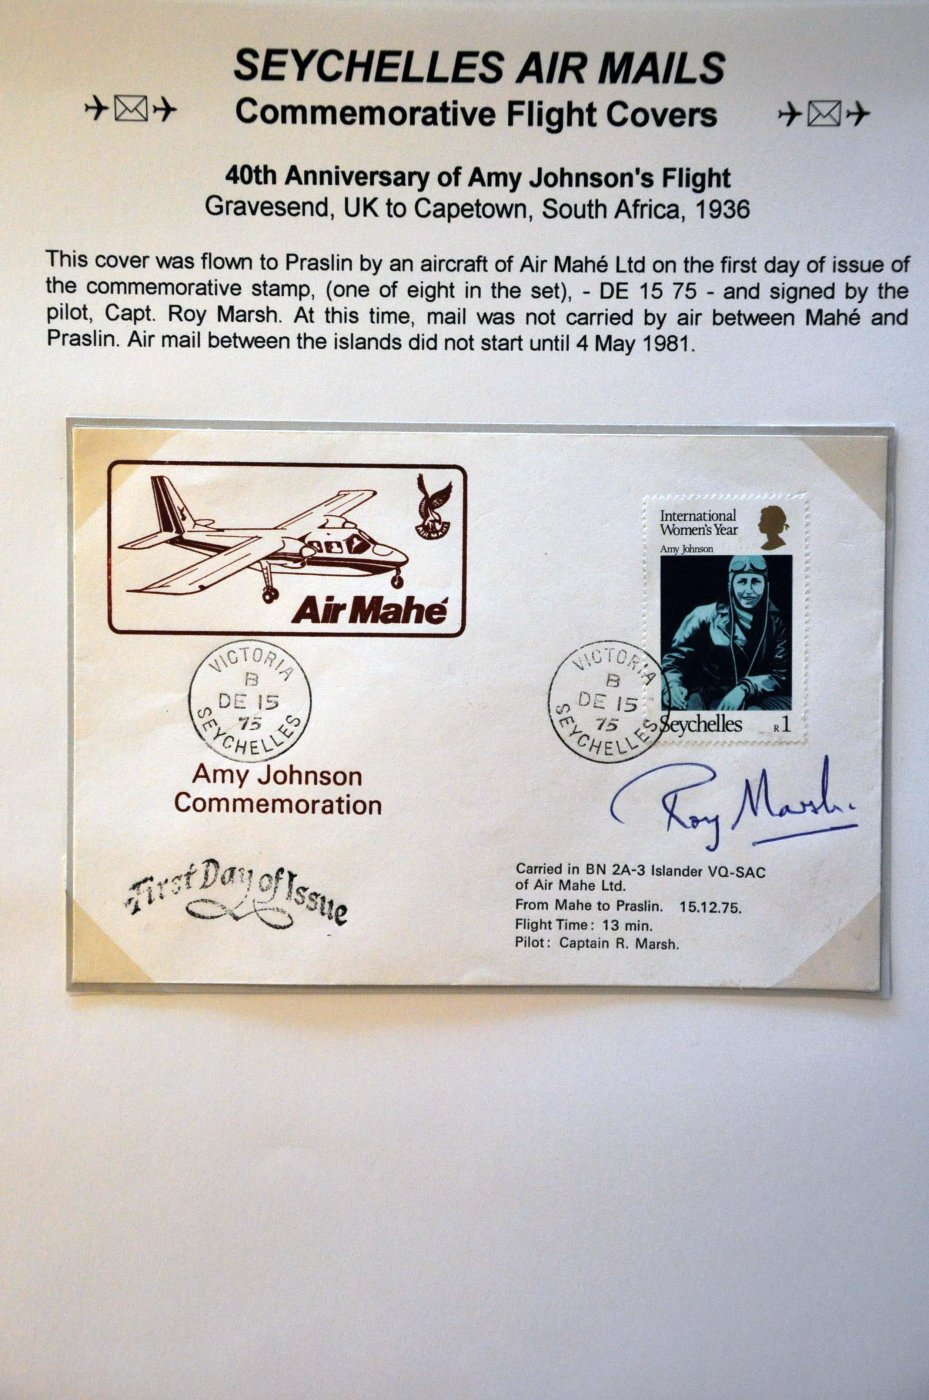 SEYCHELLES AIR MAILS
Commemorative Flight Covers
40th Anniversary of Amy Johnson's Flight
Gravesend, UK to Capetown, South Africa, 1936
This cover was flown to Praslin by an aircraft of Air Mahé Ltd on the first day of issue of
the commemorative stamp, (one of eight in the set), - DE 15 75 - and signed by the
pilot, Capt. Roy Marsh. At this time, mail was not carried by air between Mahé and
Praslin. Air mail between the islands did not start until 4 May 1981.
Air Mahé
International
Women's Year
Amy Johnson
Seychelles R1
VICTORIA
B
DE 15
75
SEYCHELLES
VICTORIA
B
DE 15
75
SEYCHELLES
Amy Johnson
Commemoration
Roy Marsh.
First Day of Issue
Carried in BN 2A-3 Islander VQ-SAC
of Air Mahe Ltd.
From Mahe to Praslin. 15.12.75.
Flight Time: 13 min.
Pilot: Captain R. Marsh.